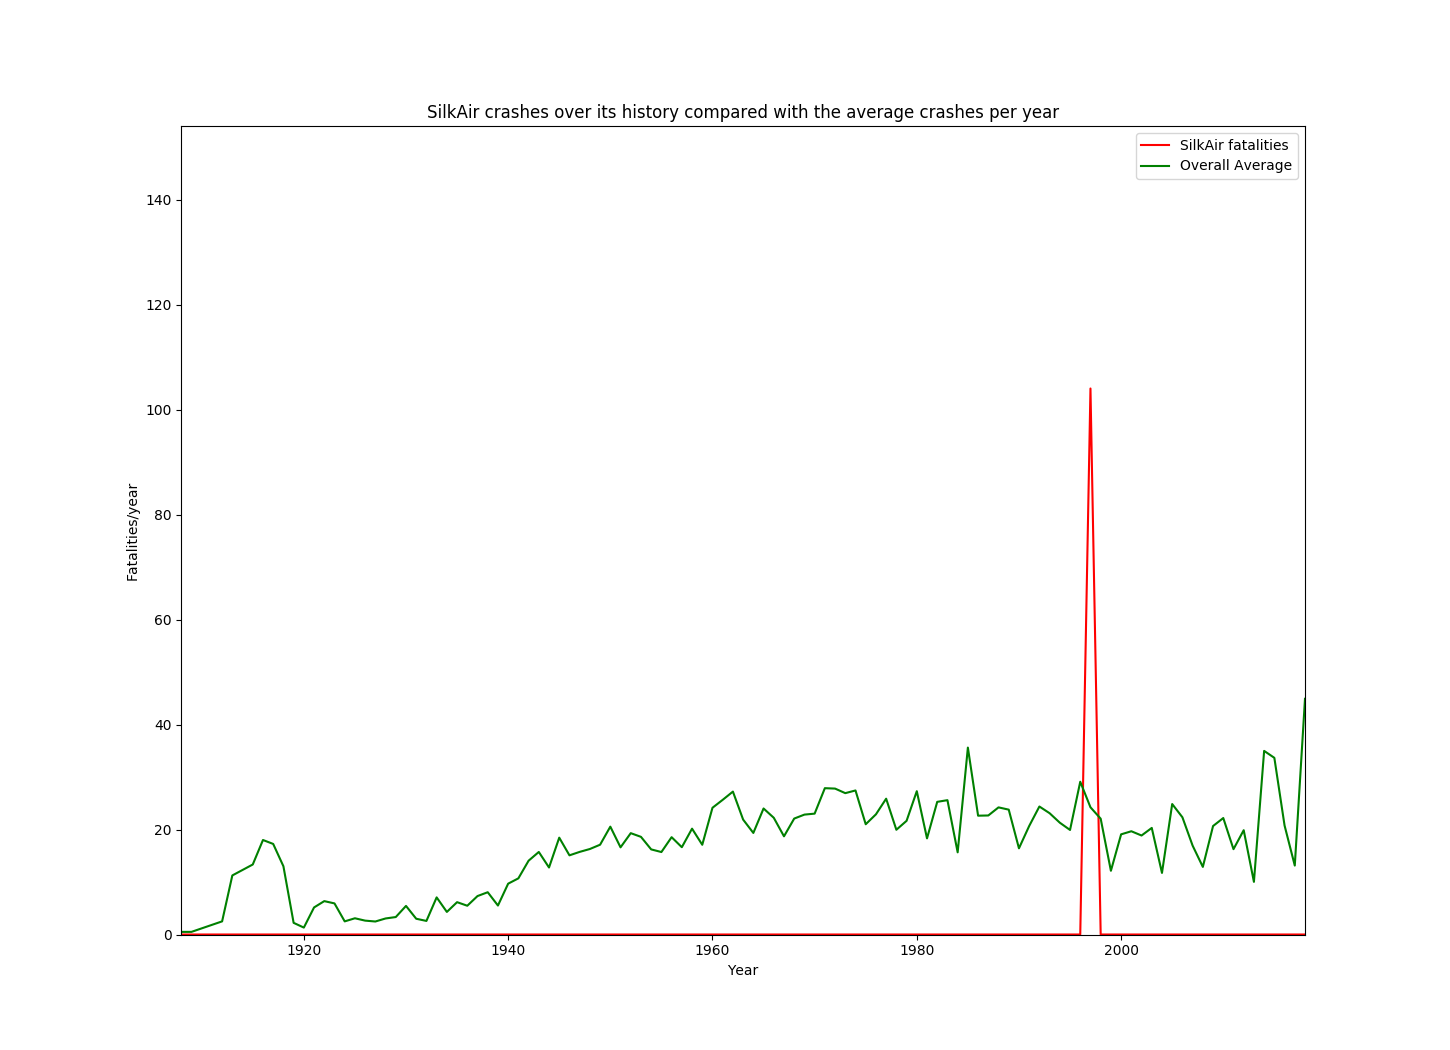 SilkAir crashes over its history compared with the average crashes per year
SilkAir fatalities
Overall Average
140
120
100
80
60
40
20
0
Fatalities/year
1920 1940 1960 1980 2000
Year